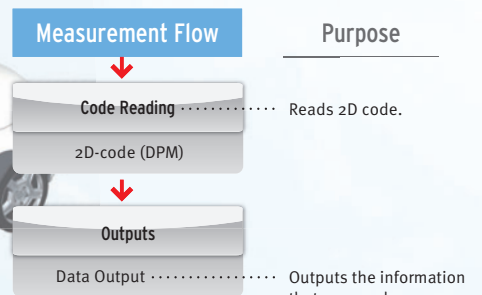 Measurement Flow Purpose
Code Reading Reads 2D code.
2D-code (DPM)
Outputs
Data Output Outputs the information